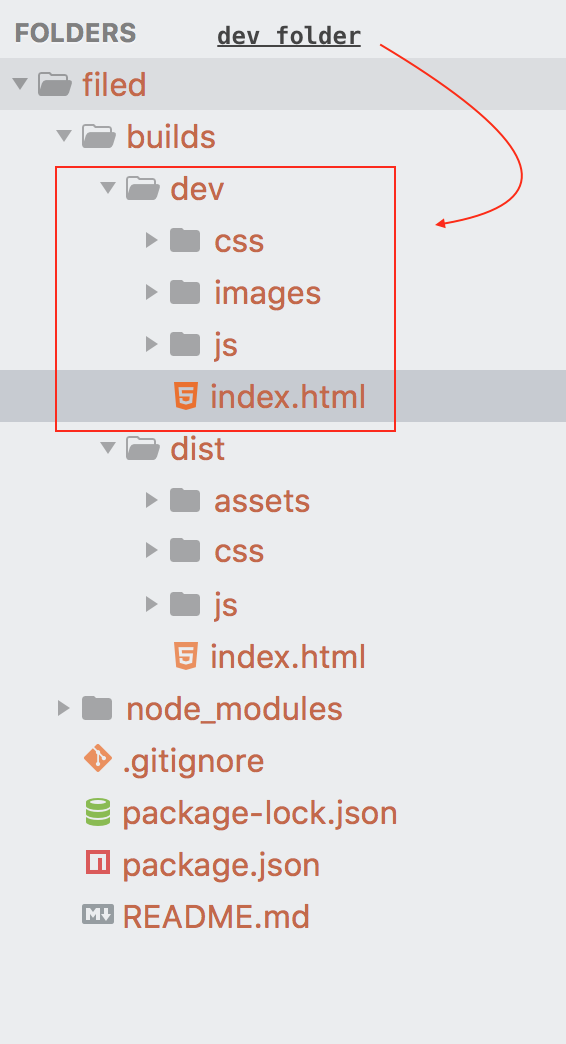 FOLDERS dev folder
filed
builds
dev
css
images
js
index.html
dist
assets
css
js
index.html
node_modules
.gitignore
package-lock.json
package.json
README.md